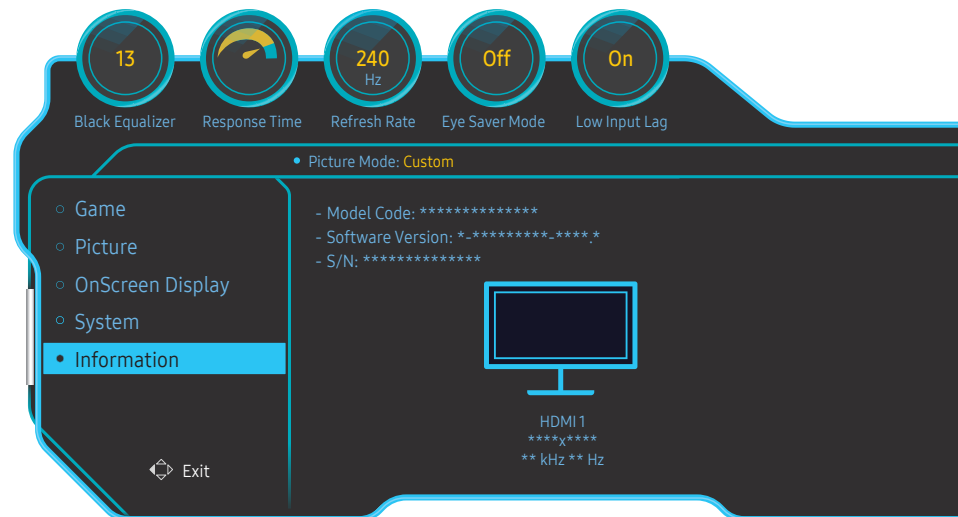 13
240
Hz
Off
On
Black Equalizer
Response Time
Refresh Rate
Eye Saver Mode
Low Input Lag
Picture Mode: Custom
Game
Picture
OnScreen Display
System
Information
Exit
- Model Code: **************
- Software Version: *-*********-****.*
- S/N: **************
HDMI 1
****x****
** kHz ** Hz